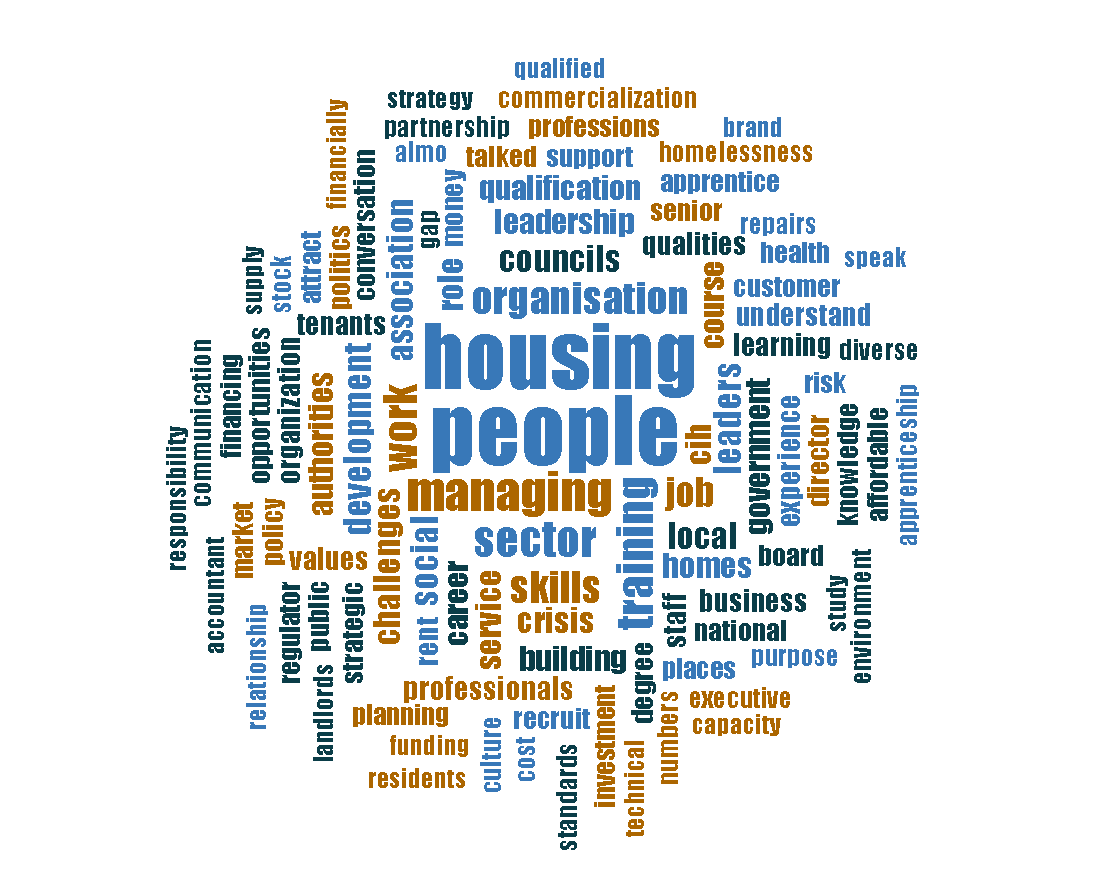 qualified
strategy
commercialization
financially
partnership
professions
brand
almo
talked
support
homelessness
conversation
money
qualification
apprentice
association
gap
leadership
senior
repairs
politics
role
councils
qualities
health
speak
supply
stock
attract
organisation
course
customer
understand
tenants
housing
learning
diverse
communication
financing
opportunities
organization
authorities
development
work
people
cih
leaders
government
risk
experience
director
knowledge
affordable
apprenticeship
responsibility
managing
job
market
policy
challenges
social
sector
training
local
board
accountant
values
homes
relationship
regulator
public
strategic
rent
career
service
skills
crisis
staff
business
national
study
environment
building
degree
places
purpose
landlords
professionals
planning
recruit
investment
numbers
executive
capacity
funding
culture
cost
residents
standards
technical